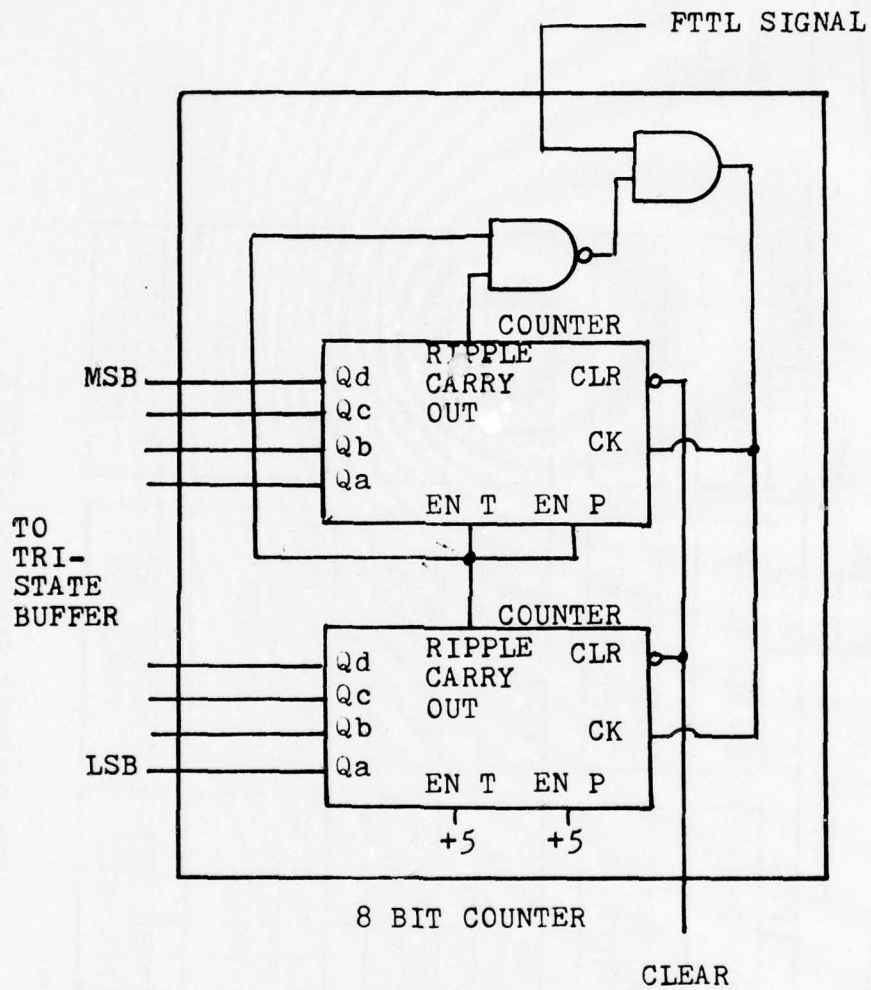 FTTL SIGNAL
COUNTER
RIPPLE
CARRY
OUT
CLR
CK
MSB
Qd
Qc
Qb
Qa
EN T
EN P
TO
TRI-
STATE
BUFFER
COUNTER
RIPPLE
CARRY
OUT
CLR
CK
Qd
Qc
Qb
LSB
Qa
EN T
EN P
+5
+5
8 BIT COUNTER
CLEAR